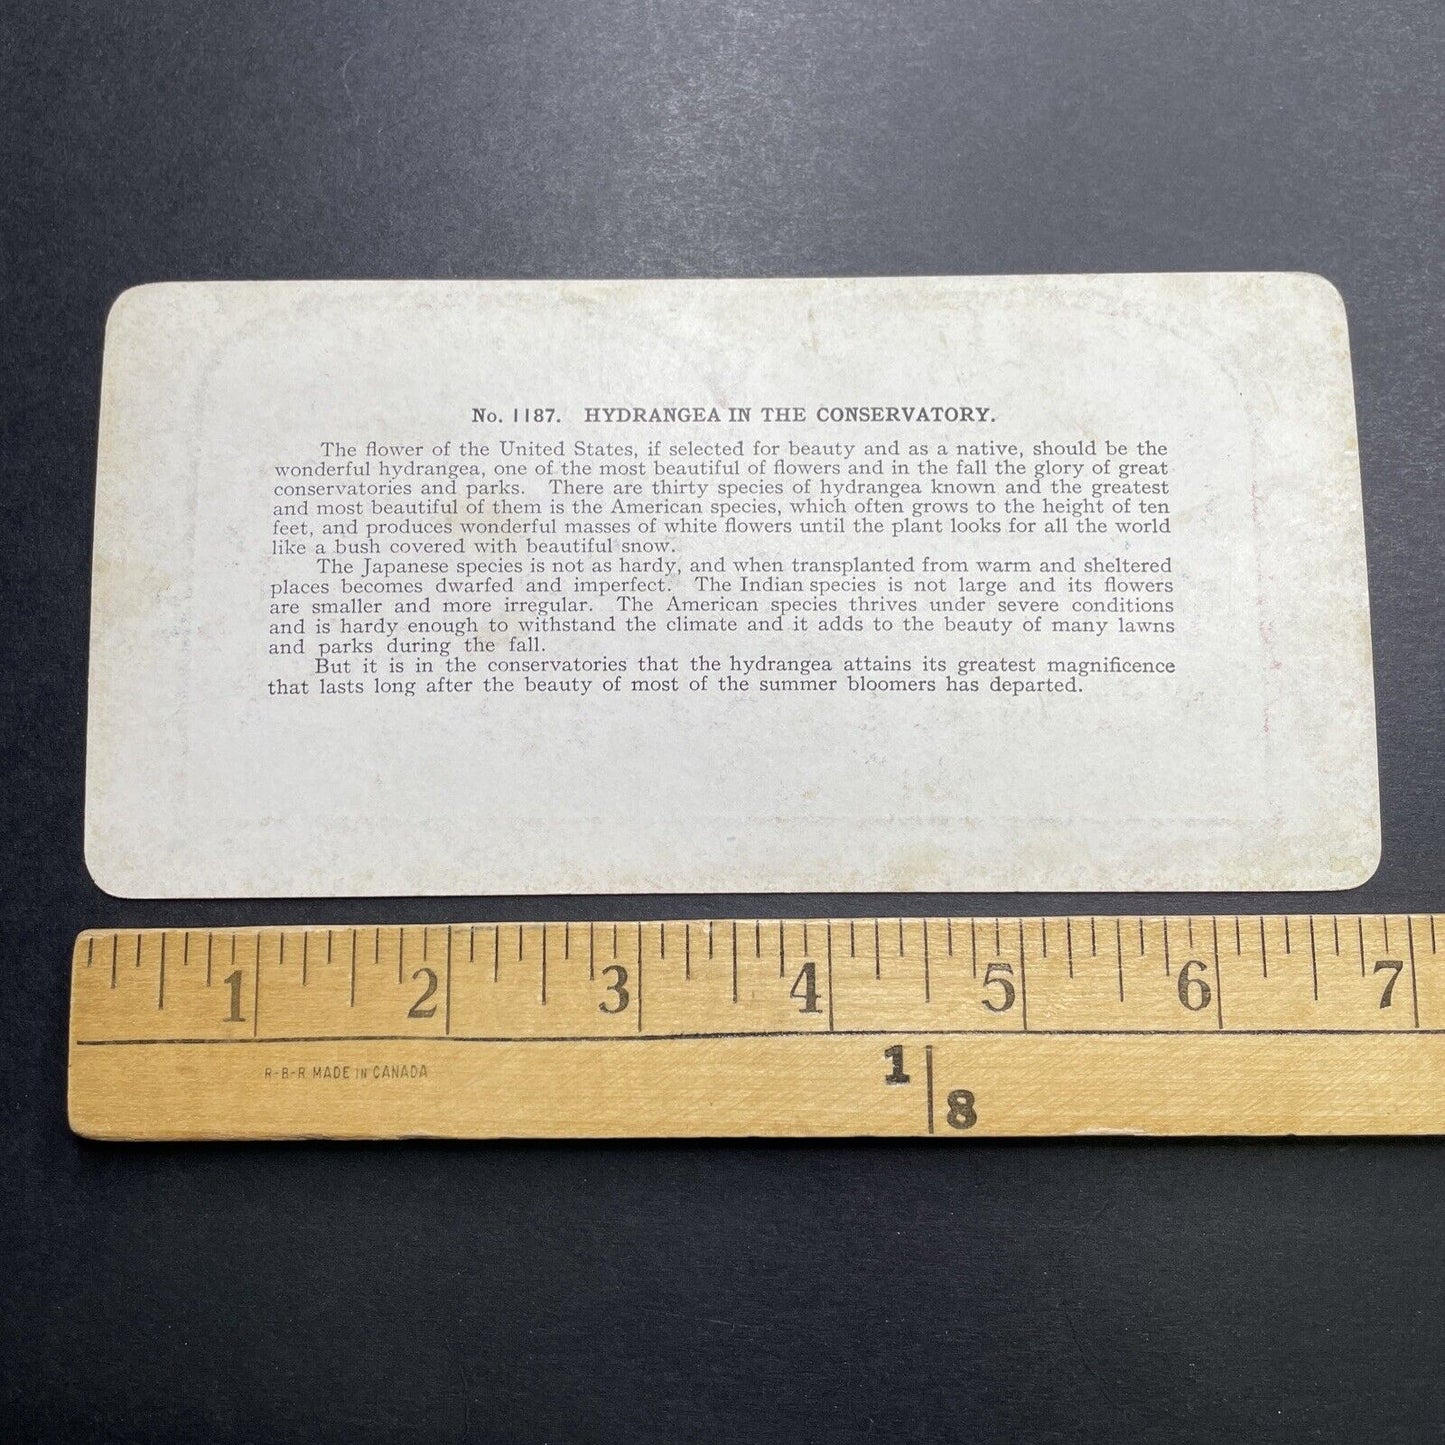 No. 1187. HYDRANGEA IN THE CONSERVATORY.
The flower of the United States, if selected for beauty and as a native, should be the
wonderful hydrangea, one of the most beautiful of flowers and in the fall the glory of great
conservatories and parks. There are thirty species of hydrangea known and the greatest
and most beautiful of them is the American species, which often grows to the height of ten
feet, and produces wonderful masses of white flowers until the plant looks for all the world
like a bush covered with beautiful snow.
The Japanese species is not as hardy, and when transplanted from warm and sheltered
places becomes dwarfed and imperfect. The Indian species is not large and its flowers
are smaller and more irregular. The American species thrives under severe conditions
and is hardy enough to withstand the climate and it adds to the beauty of many lawns
and parks during the fall.
But it is in the conservatories that the hydrangea attains its greatest magnificence
that lasts long after the beauty of most of the summer bloomers has departed.
1 2 3 4 5 6 7
R-B-R MADE IN CANADA
1
8